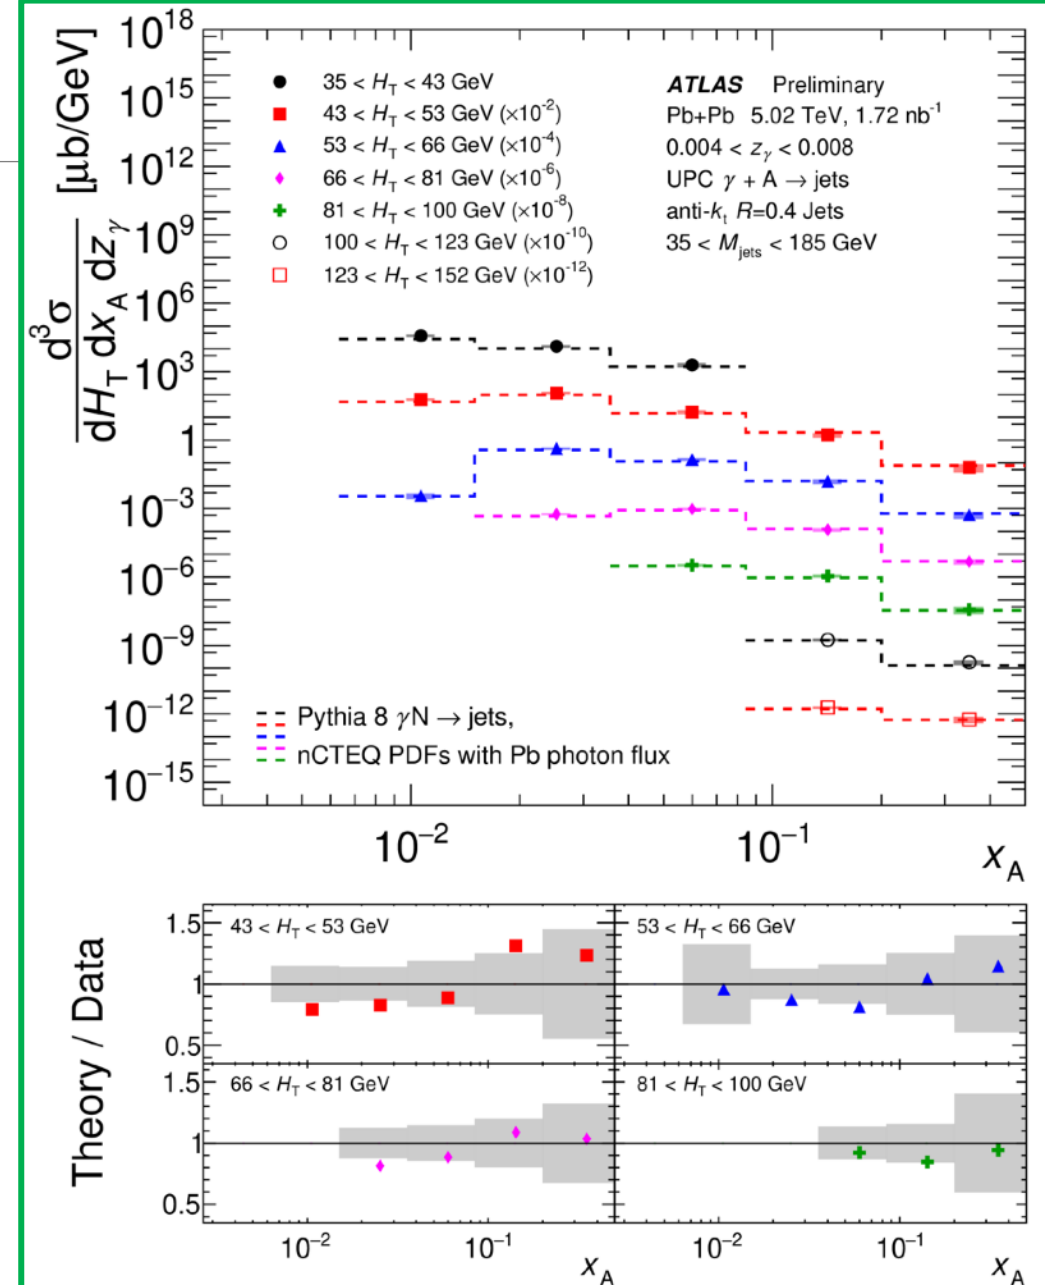 d³σ / dH_T dx_A dz_γ [μb/GeV]
10^18
10^15
10^12
10^9
10^6
10^3
1
10^−3
10^−6
10^−9
10^−12
10^−15
35 < H_T < 43 GeV
43 < H_T < 53 GeV (×10^-2)
53 < H_T < 66 GeV (×10^-4)
66 < H_T < 81 GeV (×10^-6)
81 < H_T < 100 GeV (×10^-8)
100 < H_T < 123 GeV (×10^-10)
123 < H_T < 152 GeV (×10^-12)
ATLAS Preliminary
Pb+Pb 5.02 TeV, 1.72 nb^-1
0.004 < z_γ < 0.008
UPC γ + A → jets
anti-k_t R=0.4 Jets
35 < M_jets < 185 GeV
Pythia 8 γN → jets,
nCTEQ PDFs with Pb photon flux
10^−2
10^−1
x_A
Theory / Data
1.5
1
0.5
43 < H_T < 53 GeV
53 < H_T < 66 GeV
1.5
1
0.5
66 < H_T < 81 GeV
81 < H_T < 100 GeV
10^−2
10^−1
x_A
10^−2
10^−1
x_A